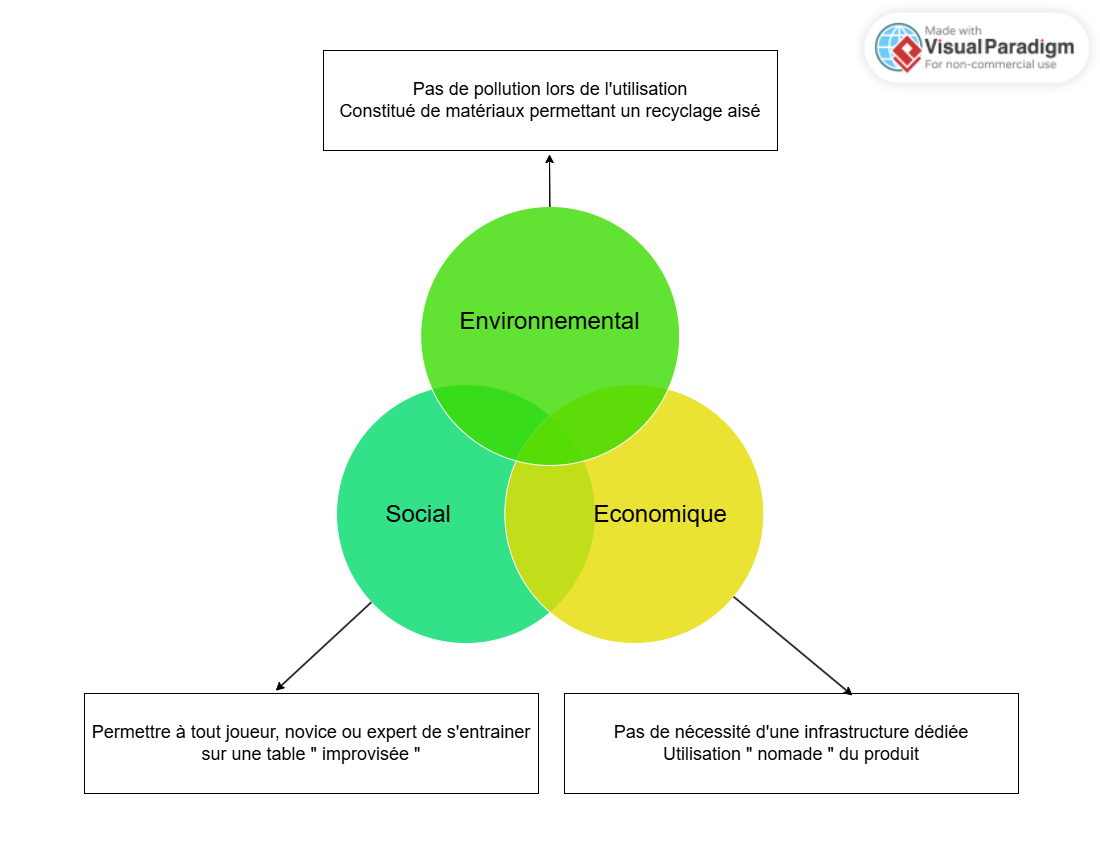 Made with
Visual Paradigm
For non-commercial use
Pas de pollution lors de l'utilisation
Constitué de matériaux permettant un recyclage aisé
Environnemental
Social
Economique
Permettre à tout joueur, novice ou expert de s'entrainer
sur une table " improvisée "
Pas de nécessité d'une infrastructure dédiée
Utilisation " nomade " du produit